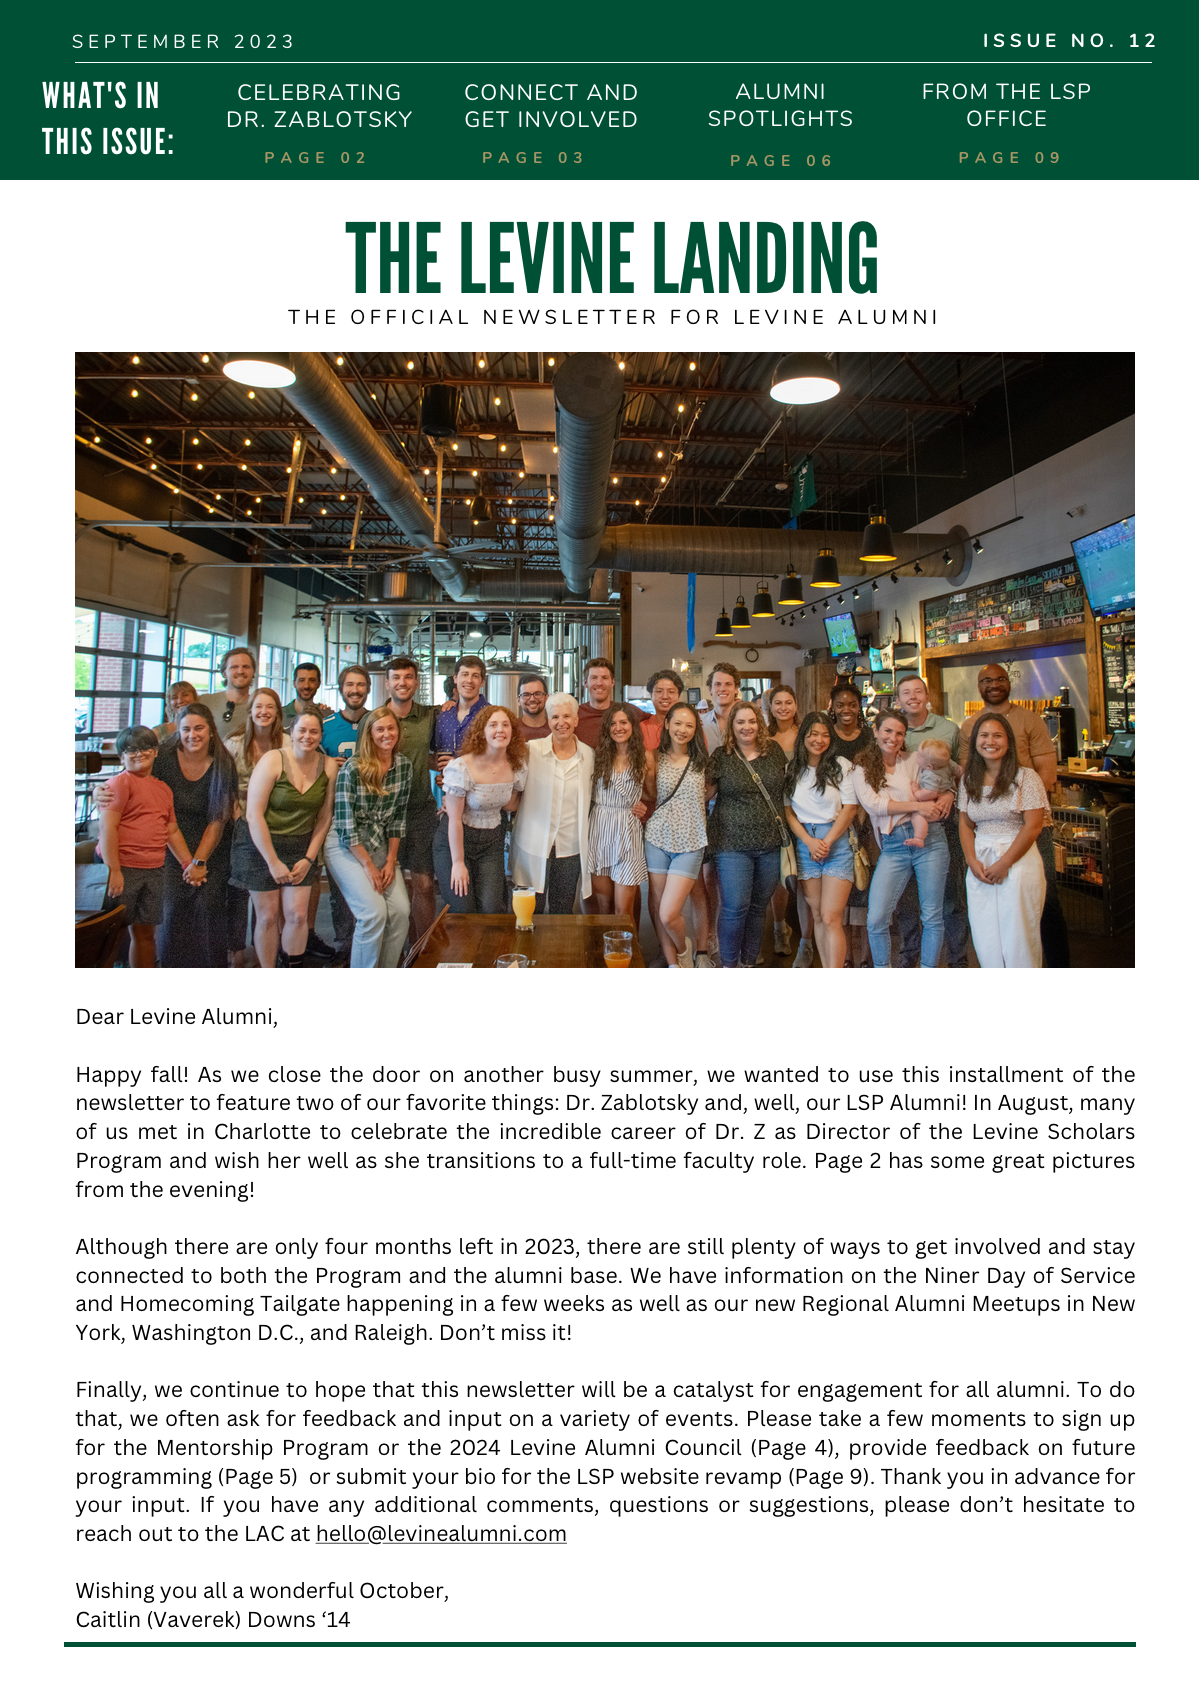 SEPTEMBER 2023
ISSUE NO. 12
WHAT'S IN
THIS ISSUE:
CELEBRATING
DR. ZABLOTSKY
PAGE 02
CONNECT AND
GET INVOLVED
PAGE 03
ALUMNI
SPOTLIGHTS
PAGE 06
FROM THE LSP
OFFICE
PAGE 09
THE LEVINE LANDING
THE OFFICIAL NEWSLETTER FOR LEVINE ALUMNI
Dear Levine Alumni,
Happy fall! As we close the door on another busy summer, we wanted to use this installment of the
newsletter to feature two of our favorite things: Dr. Zablotsky and, well, our LSP Alumni! In August, many
of us met in Charlotte to celebrate the incredible career of Dr. Z as Director of the Levine Scholars
Program and wish her well as she transitions to a full-time faculty role. Page 2 has some great pictures
from the evening!
Although there are only four months left in 2023, there are still plenty of ways to get involved and stay
connected to both the Program and the alumni base. We have information on the Niner Day of Service
and Homecoming Tailgate happening in a few weeks as well as our new Regional Alumni Meetups in New
York, Washington D.C., and Raleigh. Don’t miss it!
Finally, we continue to hope that this newsletter will be a catalyst for engagement for all alumni. To do
that, we often ask for feedback and input on a variety of events. Please take a few moments to sign up
for the Mentorship Program or the 2024 Levine Alumni Council (Page 4), provide feedback on future
programming (Page 5)  or submit your bio for the LSP website revamp (Page 9). Thank you in advance for
your input. If you have any additional comments, questions or suggestions, please don’t hesitate to
reach out to the LAC at hello@levinealumni.com
Wishing you all a wonderful October,
Caitlin (Vaverek) Downs ‘14